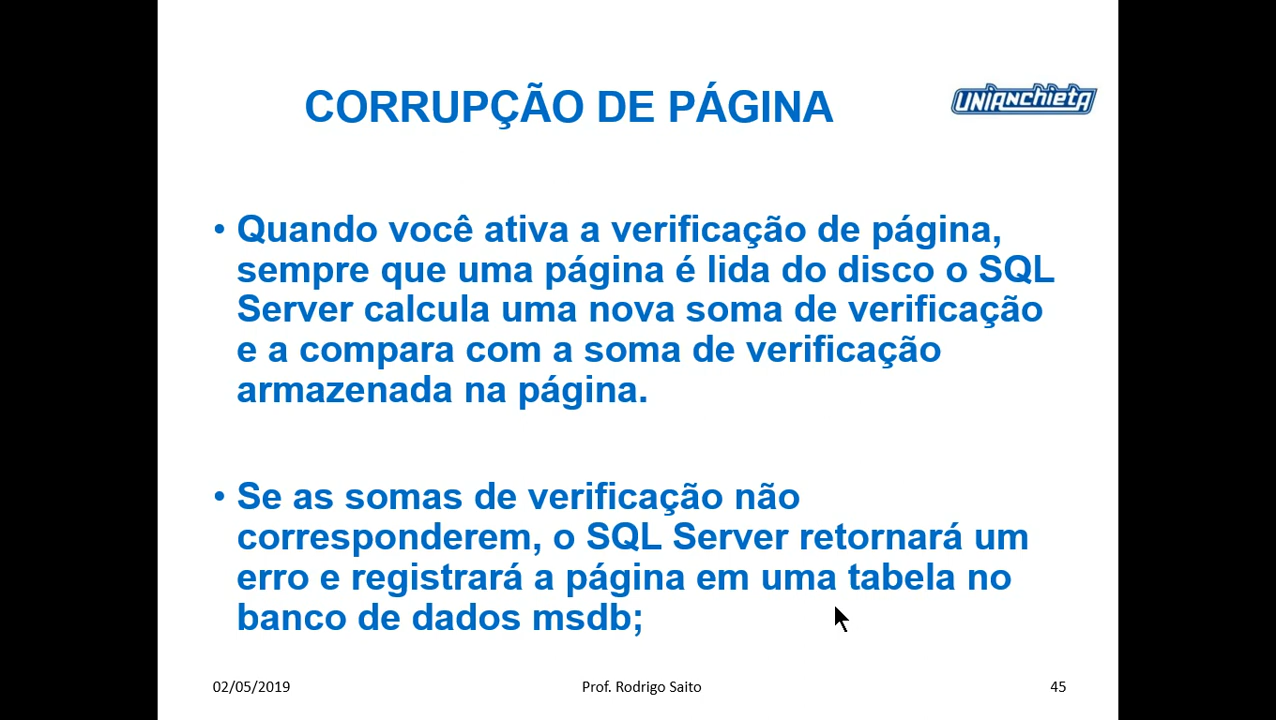 CORRUPÇÃO DE PÁGINA
UNIANCHIETA
• Quando você ativa a verificação de página,
sempre que uma página é lida do disco o SQL
Server calcula uma nova soma de verificação
e a compara com a soma de verificação
armazenada na página.
• Se as somas de verificação não
corresponderem, o SQL Server retornará um
erro e registrará a página em uma tabela no
banco de dados msdb;
02/05/2019
Prof. Rodrigo Saito
45